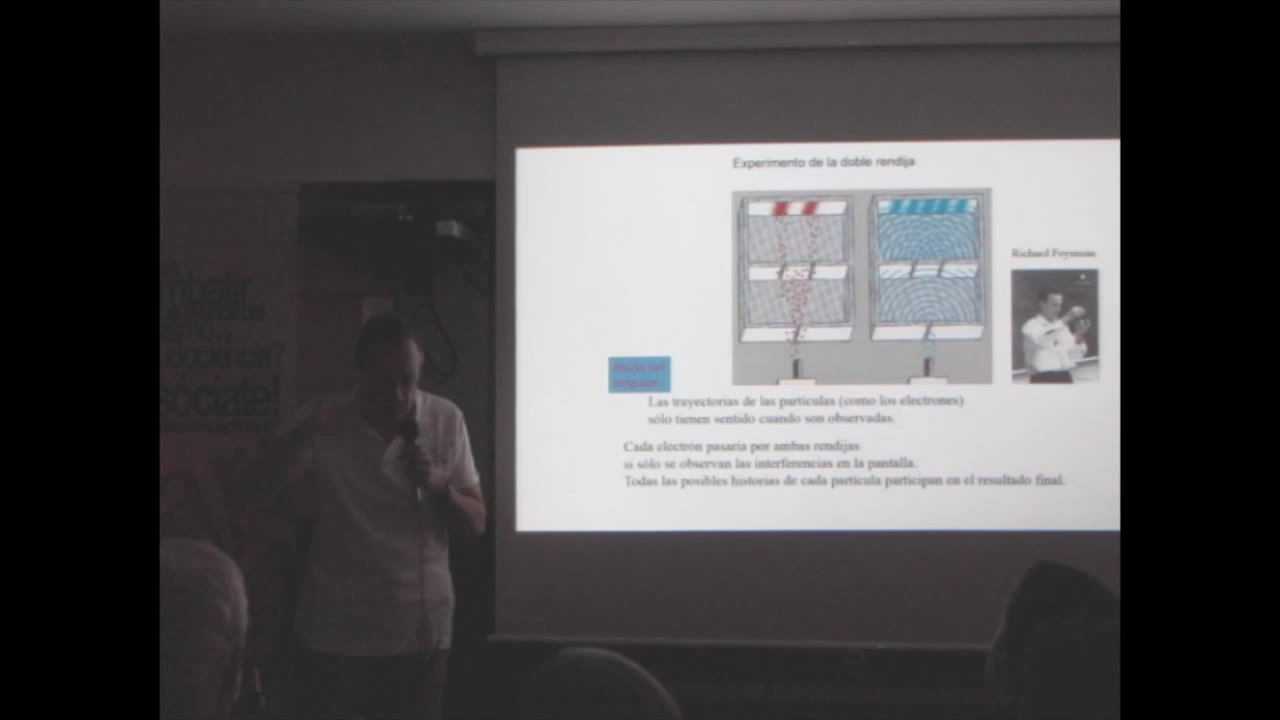 Experimento de la doble rendija
Richard Feynman
Abuso del
lenguaje
Las trayectorias de las partículas (como los electrones)
sólo tienen sentido cuando son observadas.
Cada electrón pasaría por ambas rendijas
si sólo se observan las interferencias en la pantalla.
Todas las posibles historias de cada partícula participan en el resultado final.
mbatir
sociate!